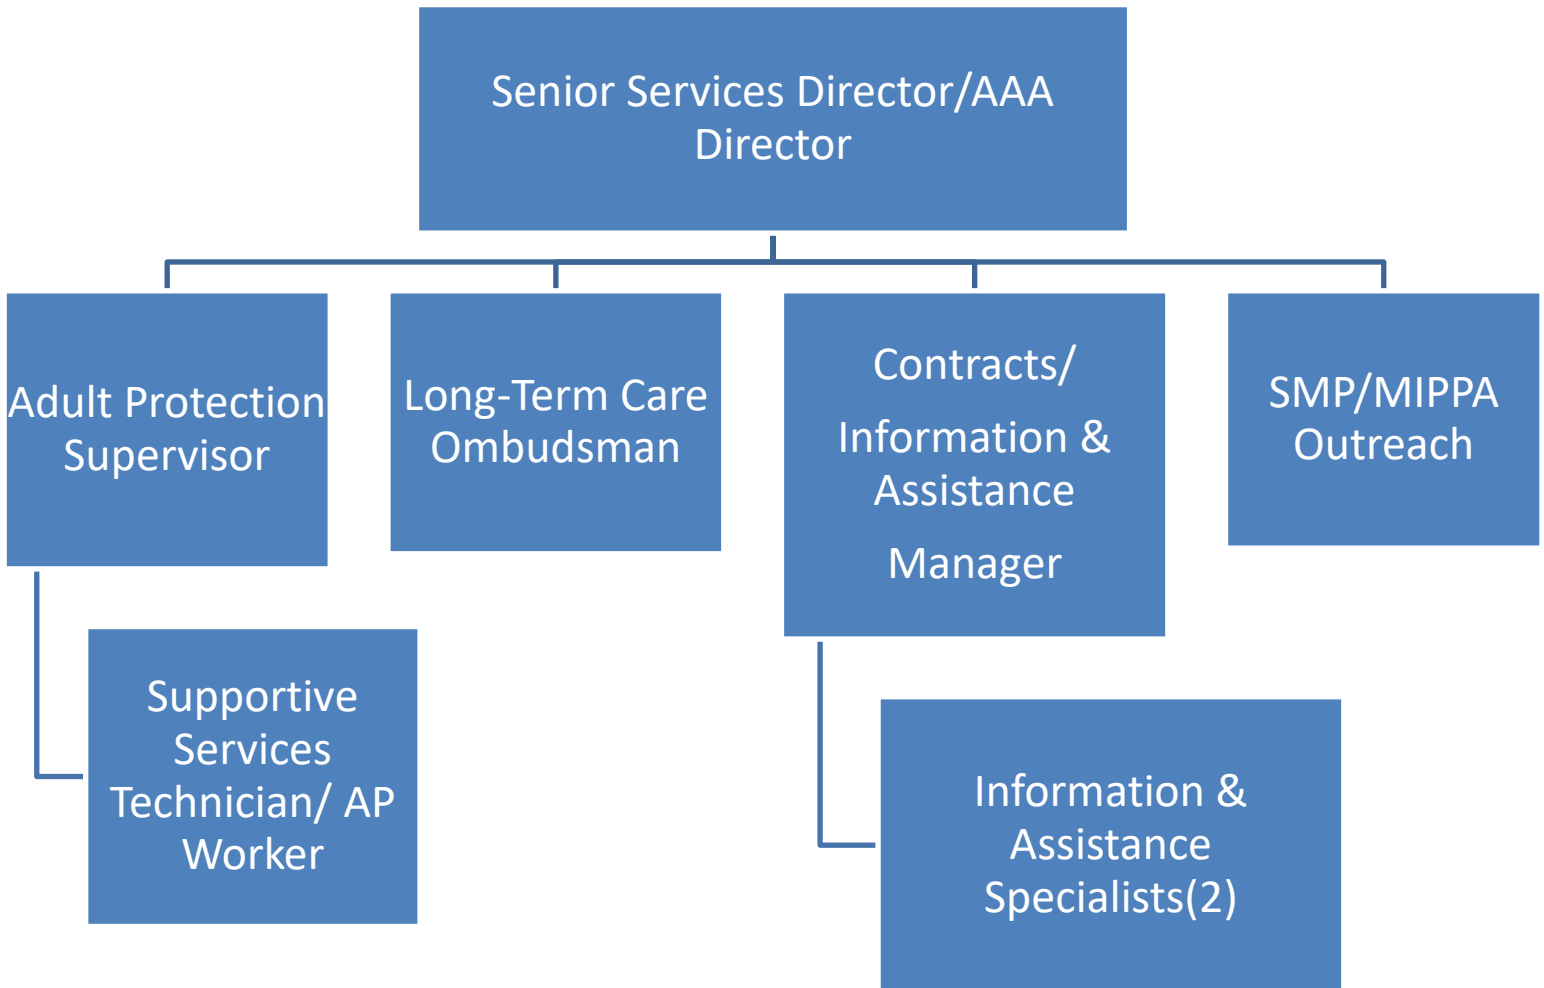 Senior Services Director/AAA
Director
Adult Protection
Supervisor
Long-Term Care
Ombudsman
Contracts/
Information &
Assistance
Manager
SMP/MIPPA
Outreach
Supportive
Services
Technician/ AP
Worker
Information &
Assistance
Specialists(2)